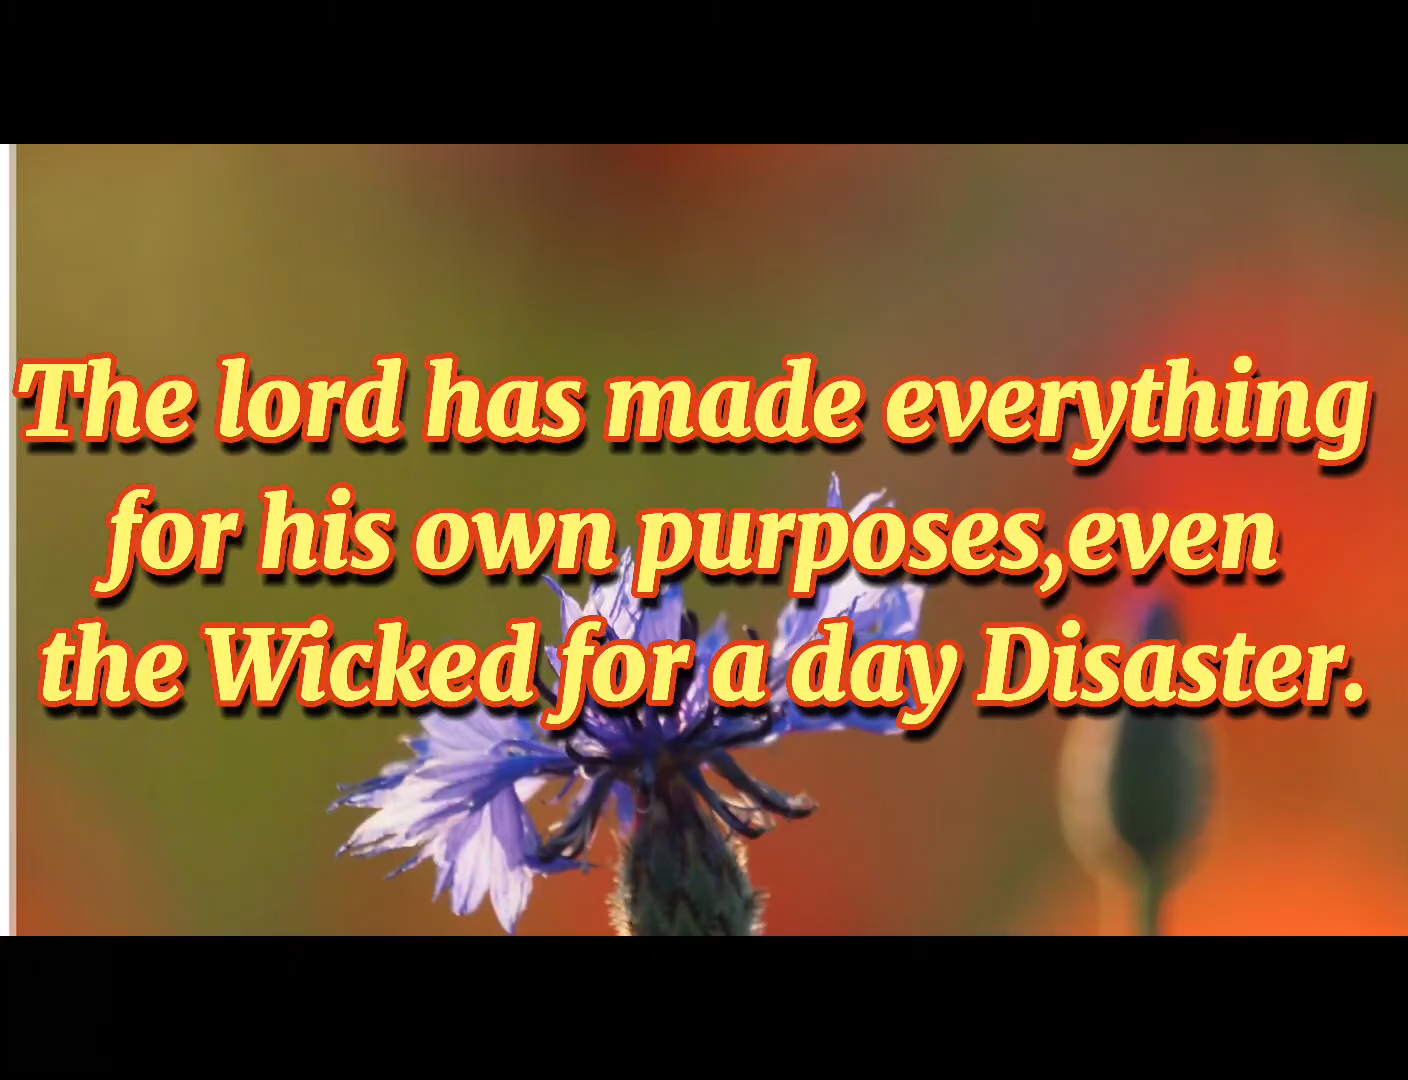 The lord has made everything
for his own purposes,even
the Wicked for a day Disaster.